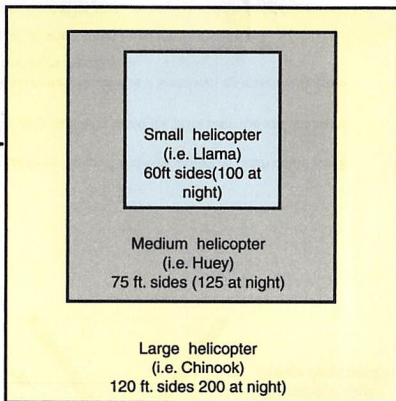 Small helicopter
(i.e. Llama)
60ft sides(100 at
night)
Medium helicopter
(i.e. Huey)
75 ft. sides (125 at night)
Large helicopter
(i.e. Chinook)
120 ft. sides 200 at night)